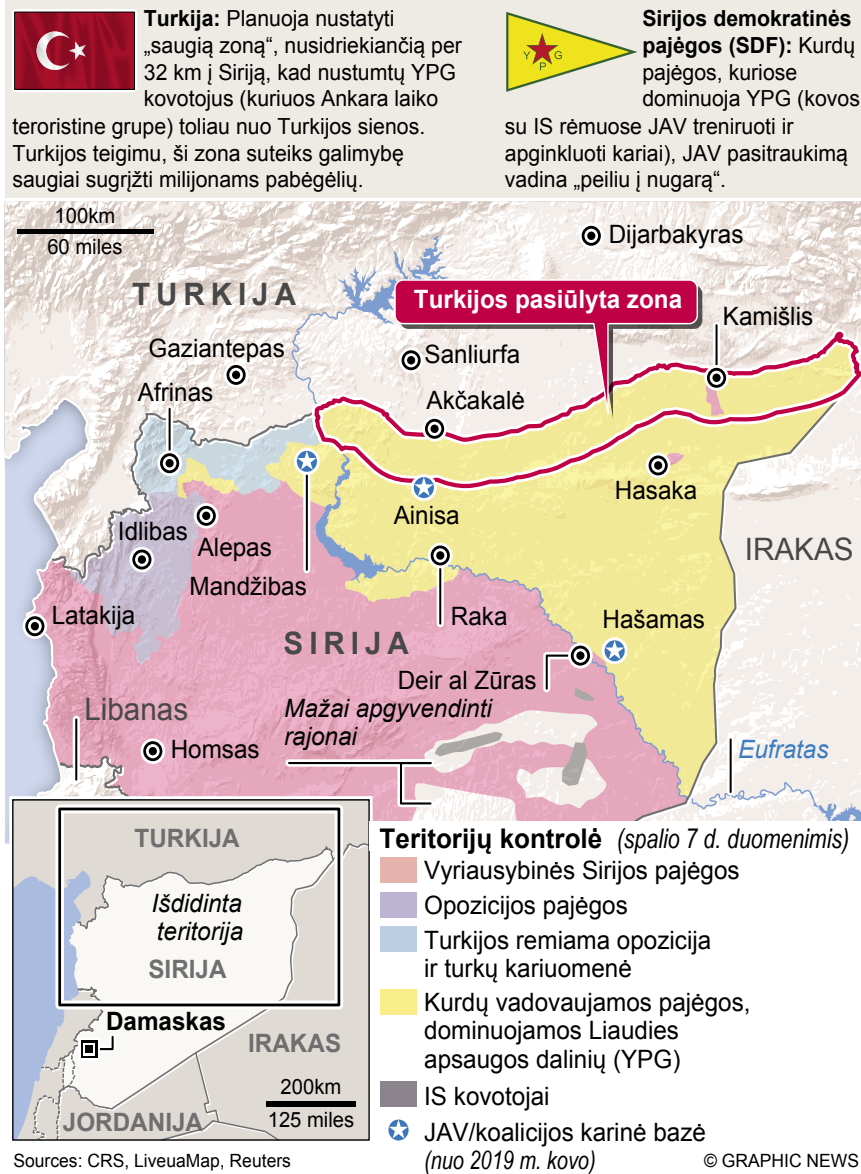 Turkija: Planuoja nustatyti
„saugią zoną“, nusidriekiančią per
32 km į Siriją, kad nustumtų YPG
kovotojus (kuriuos Ankara laiko
teroristine grupe) toliau nuo Turkijos sienos.
Turkijos teigimu, ši zona suteiks galimybę
saugiai sugrįžti milijonams pabėgėlių.
Y P G
Sirijos demokratinės
pajėgos (SDF): Kurdų
pajėgos, kuriose
dominuoja YPG (kovos
su IS rėmuose JAV treniruoti ir
apginkluoti kariai), JAV pasitraukimą
vadina „peiliu į nugarą“.
100km
60 miles
Dijarbakyras
TURKIJA
Turkijos pasiūlyta zona
Kamišlis
Gaziantepas
Sanliurfa
Afrinas
Akčakalė
Hasaka
Ainisa
Idlibas
Alepas
IRAKAS
Mandžibas
Latakija
Raka
Hašamas
SIRIJA
Deir al Zūras
Libanas
Mažai apgyvendinti
rajonai
Homsas
Eufratas
TURKIJA
Išdidinta
teritorija
SIRIJA
Damaskas
IRAKAS
200km
125 miles
JORDANIJA
Teritorijų kontrolė (spalio 7 d. duomenimis)
Vyriausybinės Sirijos pajėgos
Opozicijos pajėgos
Turkijos remiama opozicija
ir turkų kariuomenė
Kurdų vadovaujamos pajėgos,
dominuojamos Liaudies
apsaugos dalinių (YPG)
IS kovotojai
JAV/koalicijos karinė bazė
(nuo 2019 m. kovo)
Sources: CRS, LiveuaMap, Reuters
© GRAPHIC NEWS